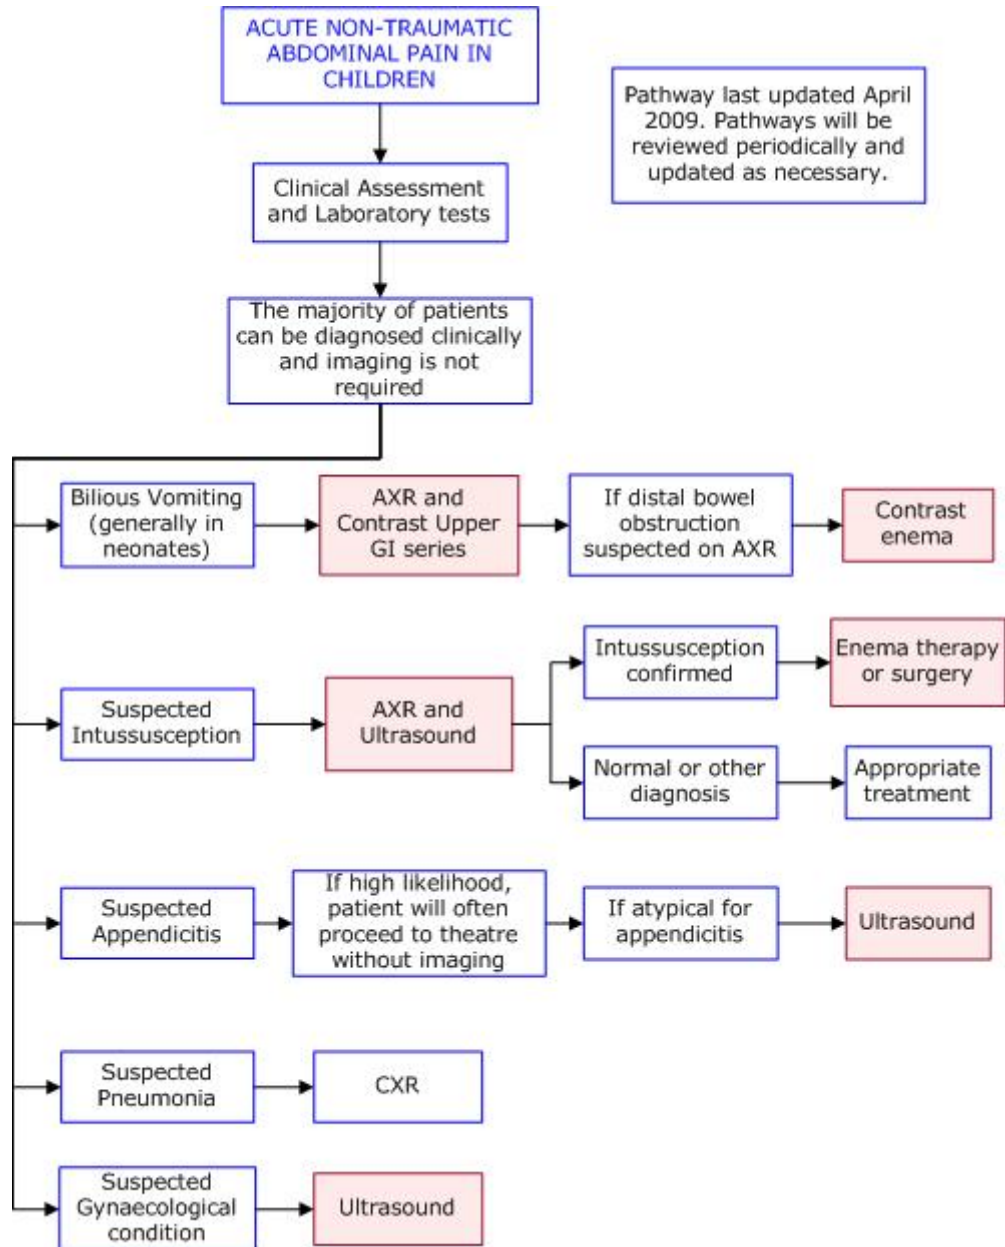 ACUTE NON-TRAUMATIC
ABDOMINAL PAIN IN
CHILDREN
Pathway last updated April
2009. Pathways will be
reviewed periodically and
updated as necessary.
Clinical Assessment
and Laboratory tests
The majority of patients
can be diagnosed clinically
and imaging is not
required
Bilious Vomiting
(generally in
neonates)
AXR and
Contrast Upper
GI series
If distal bowel
obstruction
suspected on AXR
Contrast
enema
Suspected
Intussusception
AXR and
Ultrasound
Intussusception
confirmed
Enema therapy
or surgery
Normal or other
diagnosis
Appropriate
treatment
Suspected
Appendicitis
If high likelihood,
patient will often
proceed to theatre
without imaging
If atypical for
appendicitis
Ultrasound
Suspected
Pneumonia
CXR
Suspected
Gynaecological
condition
Ultrasound